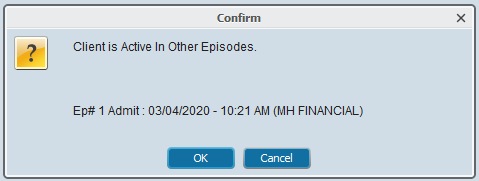 Confirm
Client is Active In Other Episodes.
Ep# 1 Admit : 03/04/2020 - 10:21 AM (MH FINANCIAL)
OK
Cancel